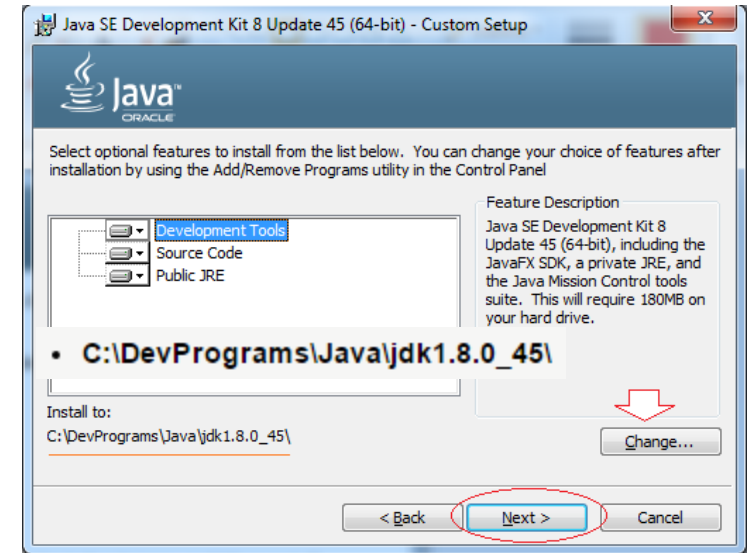 Java SE Development Kit 8 Update 45 (64-bit) - Custom Setup
Java™
ORACLE
Select optional features to install from the list below. You can change your choice of features after
installation by using the Add/Remove Programs utility in the Control Panel
Development Tools
Source Code
Public JRE
Feature Description
Java SE Development Kit 8
Update 45 (64-bit), including the
JavaFX SDK, a private JRE, and
the Java Mission Control tools
suite. This will require 180MB on
your hard drive.
• C:\DevPrograms\Java\jdk1.8.0_45\
Install to:
C:\DevPrograms\Java\jdk1.8.0_45\
Change...
< Back
Next >
Cancel